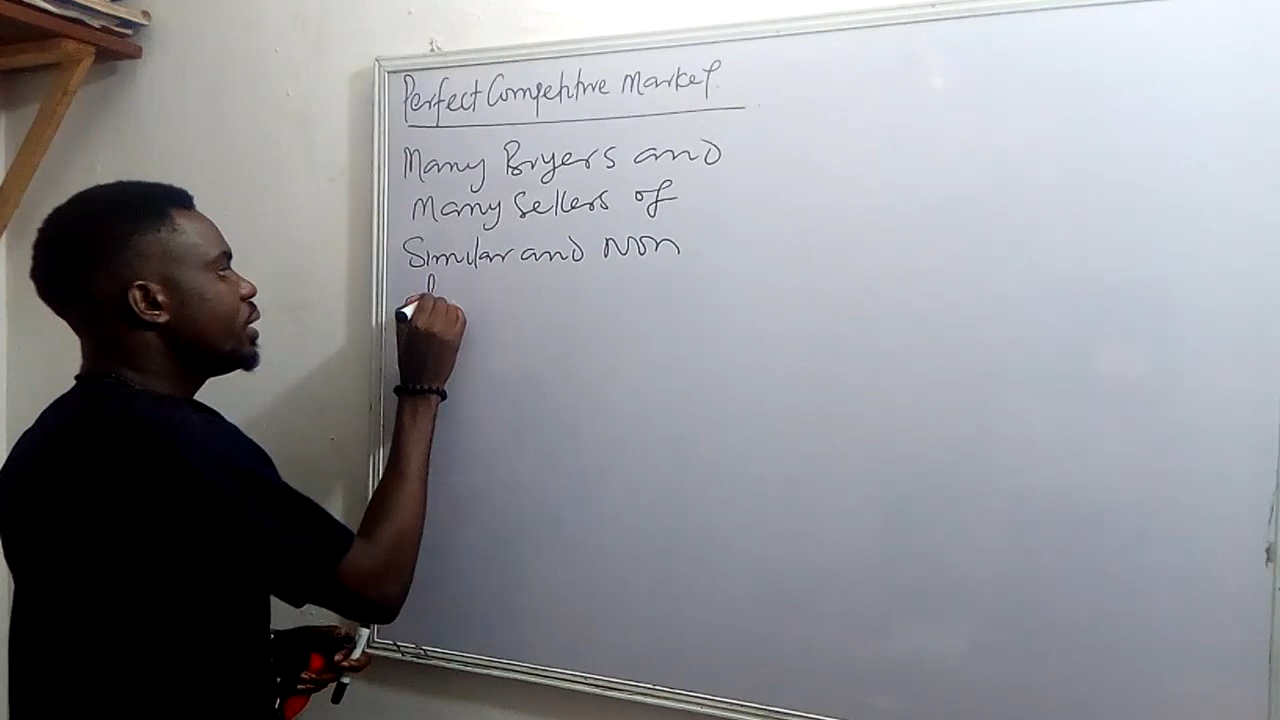 Perfect Competitive Market
Many Buyers and
Many Sellers of
Similar and Non